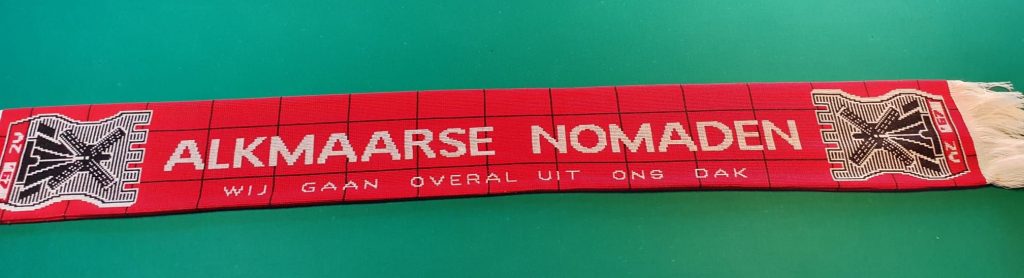 ALKMAARSE NOMADEN
WIJ GAAN OVERAL UIT ONS DAK